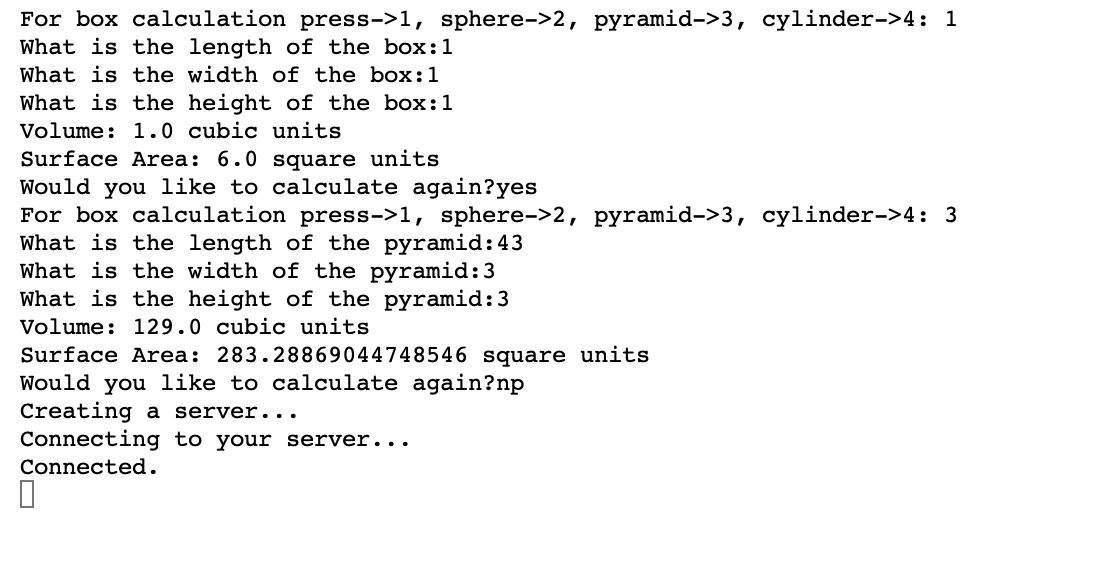 For box calculation press->1, sphere->2, pyramid->3, cylinder->4: 1
What is the length of the box:1
What is the width of the box:1
What is the height of the box:1
Volume: 1.0 cubic units
Surface Area: 6.0 square units
Would you like to calculate again?yes
For box calculation press->1, sphere->2, pyramid->3, cylinder->4: 3
What is the length of the pyramid:43
What is the width of the pyramid:3
What is the height of the pyramid:3
Volume: 129.0 cubic units
Surface Area: 283.28869044748546 square units
Would you like to calculate again?np
Creating a server...
Connecting to your server...
Connected.